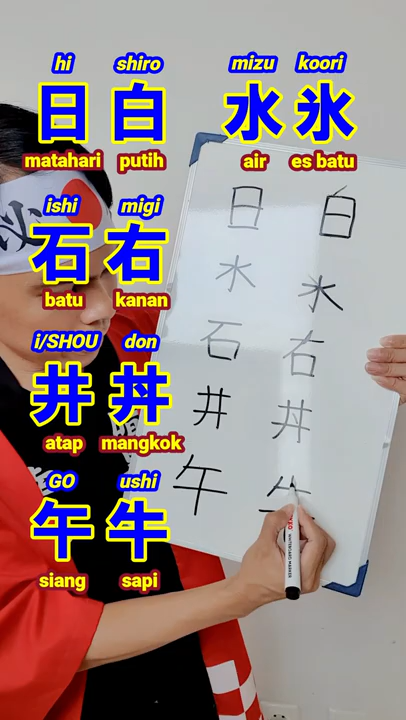 hi shiro mizu koori
日 白 水 氷
matahari putih air es batu
ishi migi
石 右
batu kanan
i/SHOU don
井 丼
atap mangkok
GO ushi
午 牛
siang sapi
日 白
水 氷
石 右
井 丼
午
WHITEBOARD MARKER